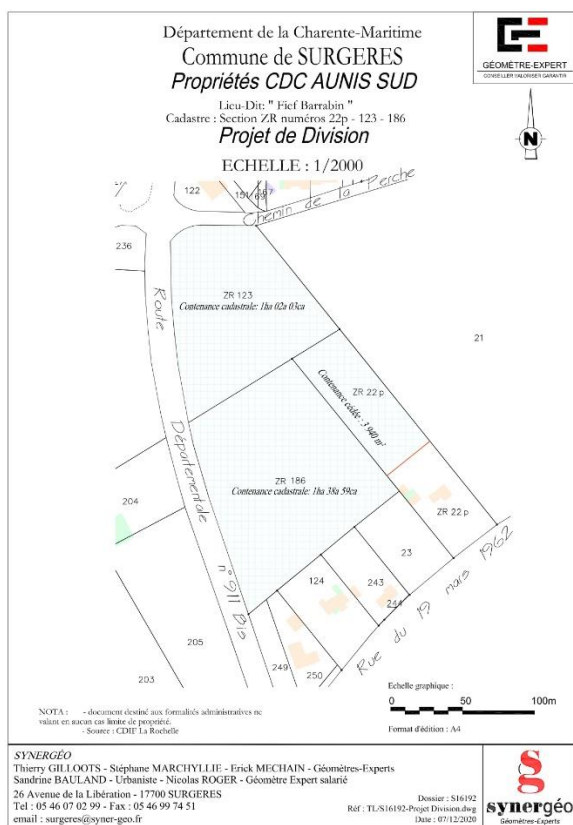 Département de la Charente-Maritime
Commune de SURGERES
Propriétés CDC AUNIS SUD
Lieu-Dit: " Fief Barrabin "
Cadastre : Section ZR numéros 22p - 123 - 186
Projet de Division
ECHELLE : 1/2000
GÉOMÈTRE-EXPERT
CONSEILLER VALORISER GARANTIR
N
122
Chemin de la Perche
236
Route
ZR 123
Contenance cadastrale: 1ha 02a 03ca
21
ZR 22 p
Contenance cédée : 3 940 m²
Départementale
ZR 186
Contenance cadastrale: 1ha 38a 59ca
204
ZR 22 p
n° 911 Bis
23
124
243
244
Rue du 19 mais 1962
205
203
249
250
Echelle graphique :
0 50 100m
Format d'édition : A4
NOTA : - document destiné aux formalités administratives ne
valant en aucun cas limite de propriété.
- Source : CDIF La Rochelle
SYNERGÉO
Thierry GILLOOTS - Stéphane MARCHYLLIE - Erick MECHAIN - Géomètres-Experts
Sandrine BAULAND - Urbaniste - Nicolas ROGER - Géomètre Expert salarié
26 Avenue de la Libération - 17700 SURGERES
Tel : 05 46 07 02 99 - Fax : 05 46 99 74 51
email : surgeres@syner-geo.fr
Dossier : S16192
Réf : TL/S16192-Projet Division.dwg
Date : 07/12/2020
synergéo
Géomètres-Experts